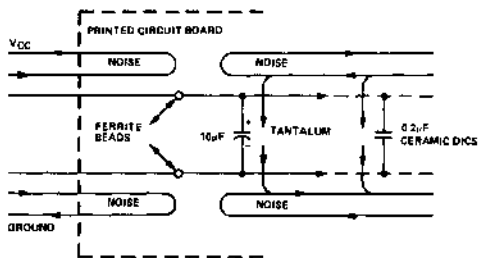 PRINTED CIRCUIT BOARD
VCC
NOISE
NOISE
FERRITE
BEADS
10µF
+
TANTALUM
0.2µF
CERAMIC DICS
NOISE
NOISE
GROUND